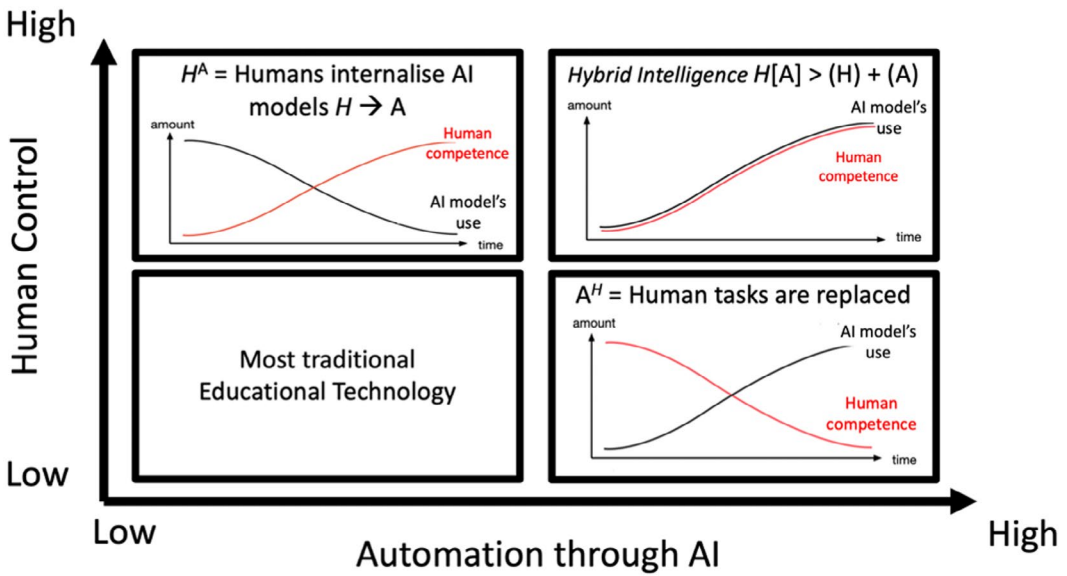 High
Human Control
Low
Hᴬ = Humans internalise AI
models H → A
amount
Human
competence
AI model's
use
time
Hybrid Intelligence H[A] > (H) + (A)
amount
AI model's
use
Human
competence
time
Most traditional
Educational Technology
Aᴴ = Human tasks are replaced
amount
AI model's
use
Human
competence
time
Low
Automation through AI
High